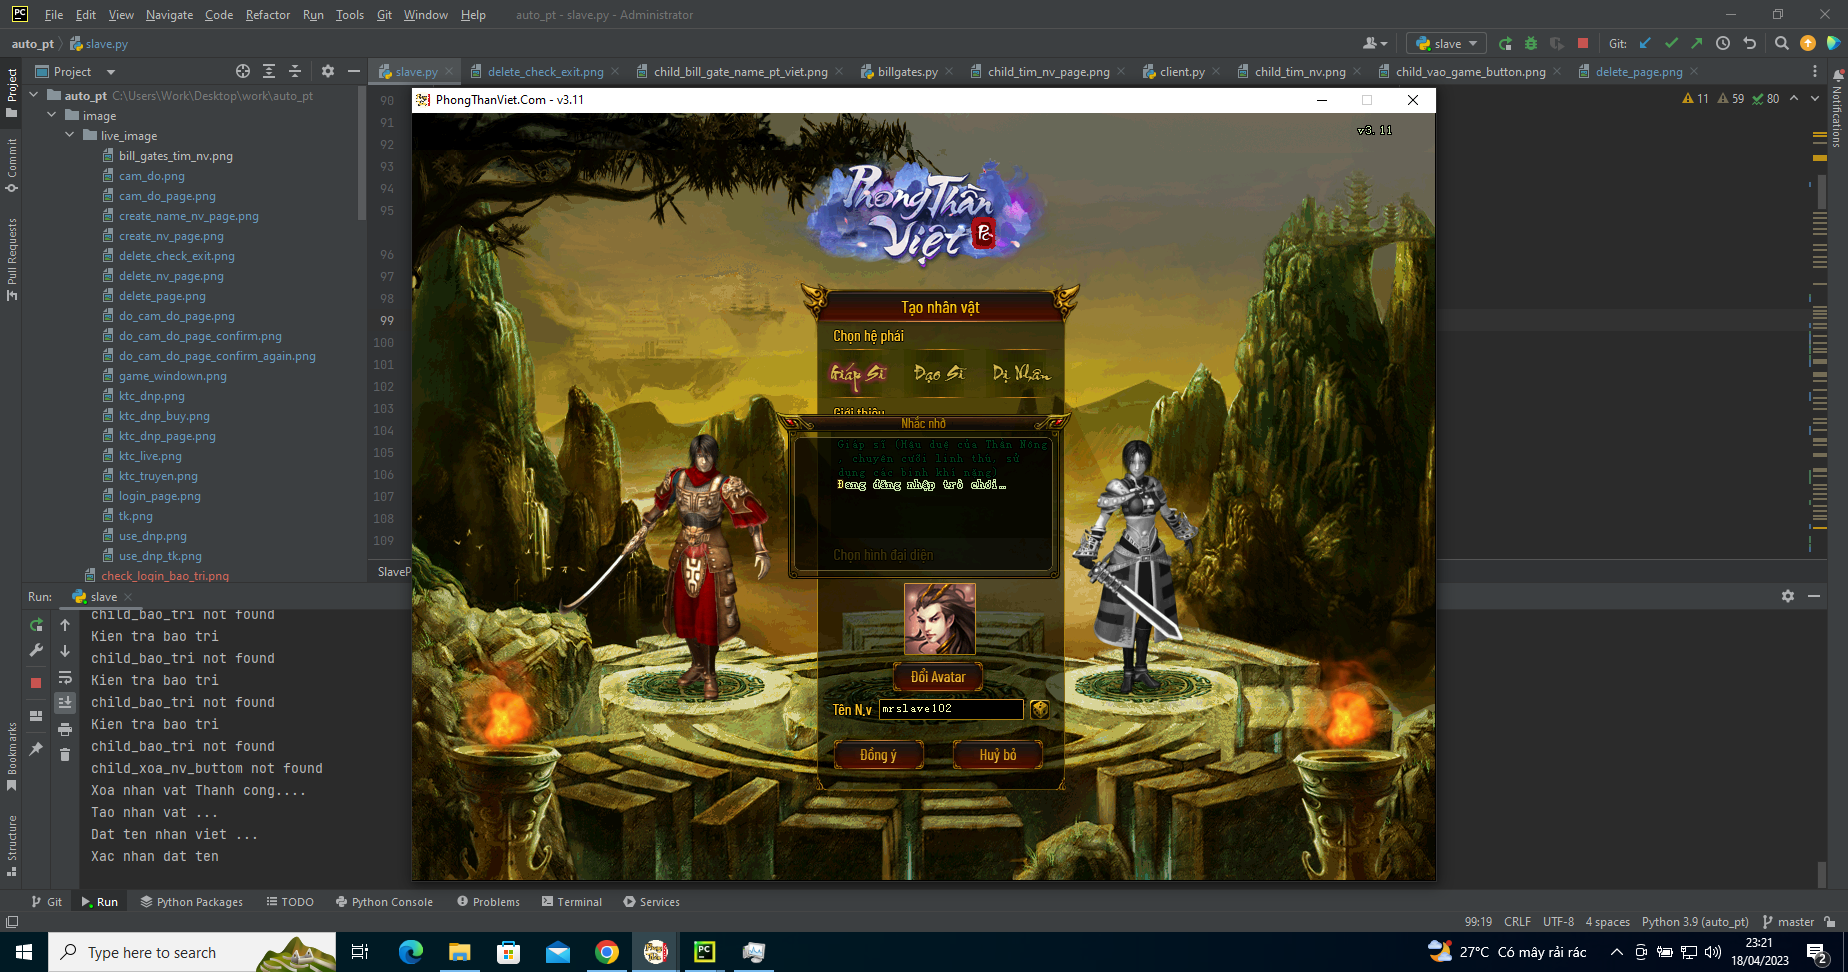 File Edit View Navigate Code Refactor Run Tools Git Window Help auto_pt - slave.py - Administrator
auto_pt slave.py slave Git:
Project slave.py delete_check_exit.png child_bill_gate_name_pt_viet.png billgates.py child_tim_nv_page.png client.py child_tim_nv.png child_vao_game_button.png delete_page.png
auto_pt C:\Users\Work\Desktop\work\auto_pt
image
live_image
bill_gates_tim_nv.png
cam_do.png
cam_do_page.png
create_name_nv_page.png
create_nv_page.png
delete_check_exit.png
delete_nv_page.png
delete_page.png
do_cam_do_page.png
do_cam_do_page_confirm.png
do_cam_do_page_confirm_again.png
game_windown.png
ktc_dnp.png
ktc_dnp_buy.png
ktc_dnp_page.png
ktc_live.png
ktc_truyen.png
login_page.png
tk.png
use_dnp.png
use_dnp_tk.png
check_login_bao_tri.png
Project
Commit
Pull Requests
Bookmarks
Structure
90
91
92
93
94
95
96
97
98
99
100
101
102
103
104
105
106
107
108
109
SlaveP
11 59 80
Notifications
PhongThanViet.Com - v3.11
v3.11
Phong Thần
Việt PC
Tạo nhân vật
Chọn hệ phái
Giáp Sĩ Đạo Sĩ Dị Nhân
Giới thiệu
Nhắc nhở
Giáp sĩ (Hậu duệ của Thần Nông
, chuyên cưỡi linh thú, sử
dụng các binh khí nặng)
Đang đăng nhập trò chơi…
Chọn hình đại diện
Đổi Avatar
Tên N.v mrslave102
Đồng ý Huỷ bỏ
Run: slave
child_bao_tri not found
Kien tra bao tri
child_bao_tri not found
Kien tra bao tri
child_bao_tri not found
Kien tra bao tri
child_bao_tri not found
child_xoa_nv_buttom not found
Xoa nhan vat Thanh cong....
Tao nhan vat ...
Dat ten nhan viet ...
Xac nhan dat ten
Git Run Python Packages TODO Python Console Problems Terminal Services
99:19 CRLF UTF-8 4 spaces Python 3.9 (auto_pt) master
Type here to search
27°C Có mây rải rác
23:21
18/04/2023
2